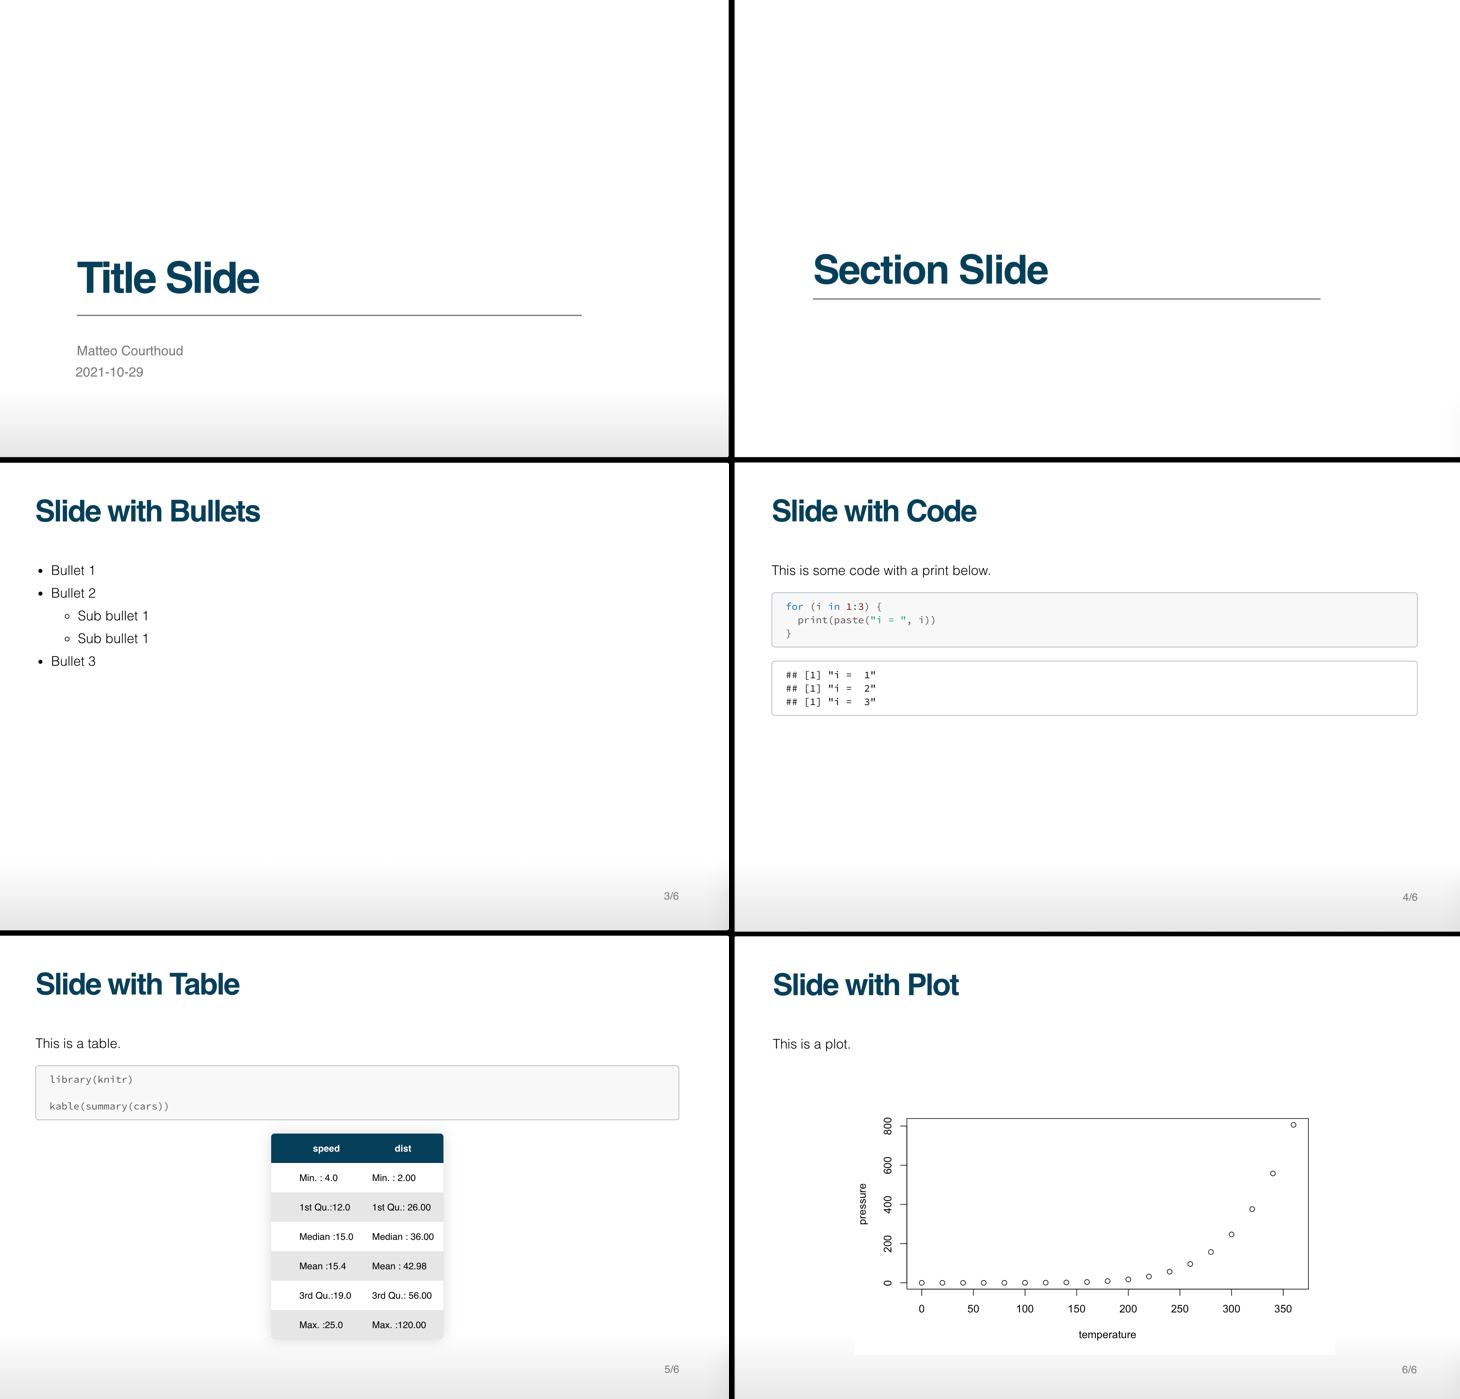 Title Slide
Matteo Courthoud
2021-10-29
Section Slide
Slide with Bullets
• Bullet 1
• Bullet 2
◦ Sub bullet 1
◦ Sub bullet 1
• Bullet 3
3/6
Slide with Code
This is some code with a print below.
for (i in 1:3) {
  print(paste("i = ", i))
}
## [1] "i =  1"
## [1] "i =  2"
## [1] "i =  3"
4/6
Slide with Table
This is a table.
library(knitr)
kable(summary(cars))
speed dist
Min. : 4.0 Min. : 2.00
1st Qu.:12.0 1st Qu.: 26.00
Median :15.0 Median : 36.00
Mean :15.4 Mean : 42.98
3rd Qu.:19.0 3rd Qu.: 56.00
Max. :25.0 Max. :120.00
5/6
Slide with Plot
This is a plot.
800
600
400
200
0
pressure
0 50 100 150 200 250 300 350
temperature
6/6